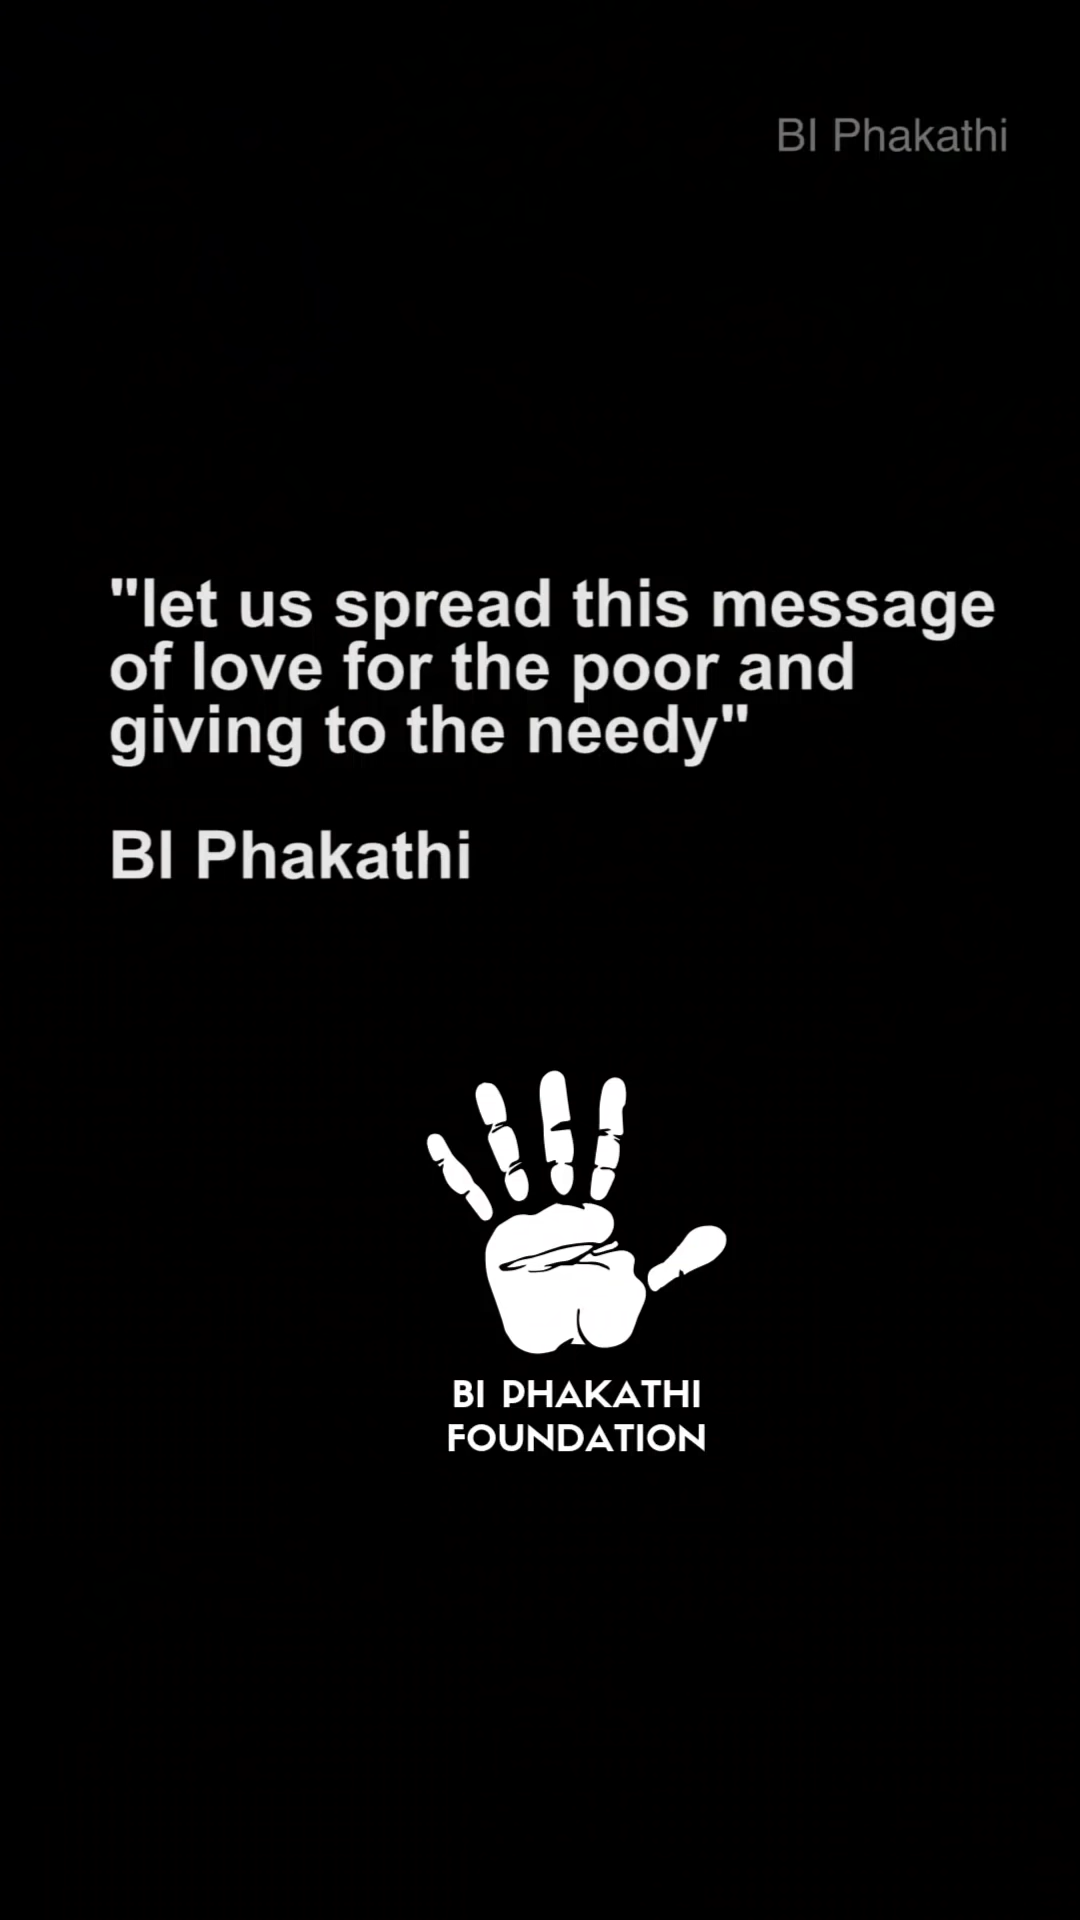 BI Phakathi
"let us spread this message
of love for the poor and
giving to the needy"
BI Phakathi
BI PHAKATHI
FOUNDATION